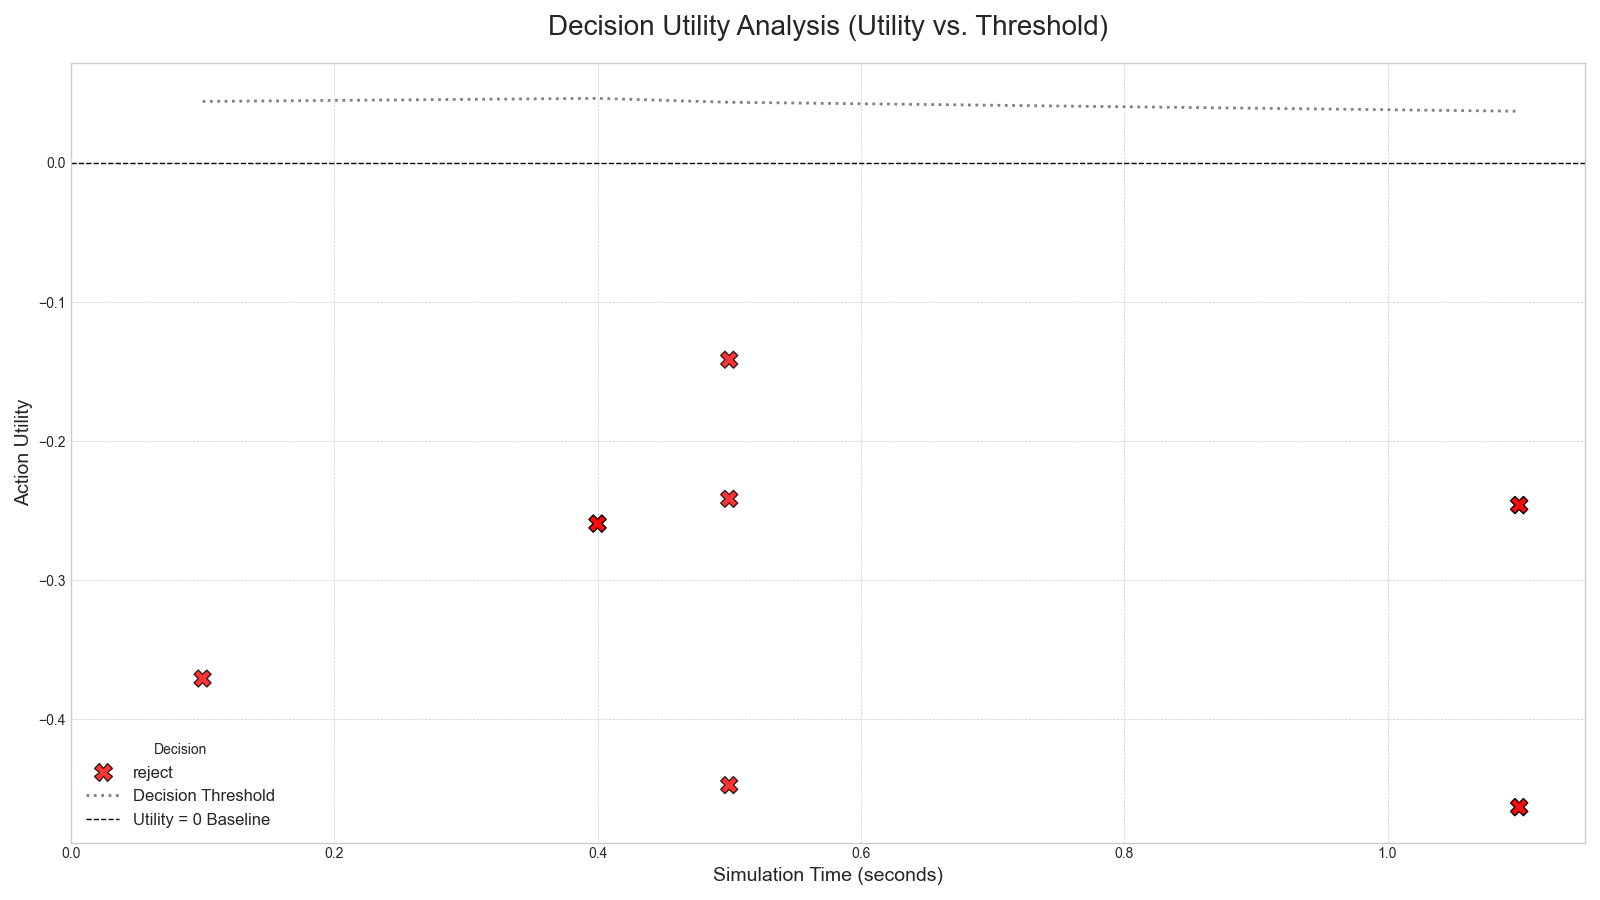 Decision Utility Analysis (Utility vs. Threshold)
Action Utility
0.0
−0.1
−0.2
−0.3
−0.4
Decision
reject
Decision Threshold
Utility = 0 Baseline
0.0 0.2 0.4 0.6 0.8 1.0
Simulation Time (seconds)